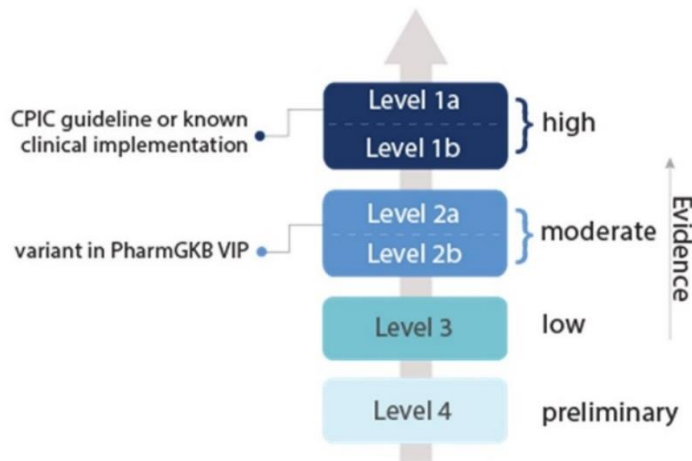 Level 1a
CPIC guideline or known
clinical implementation
Level 1b
high
Level 2a
variant in PharmGKB VIP
Level 2b
moderate
Level 3
low
Level 4
preliminary
Evidence